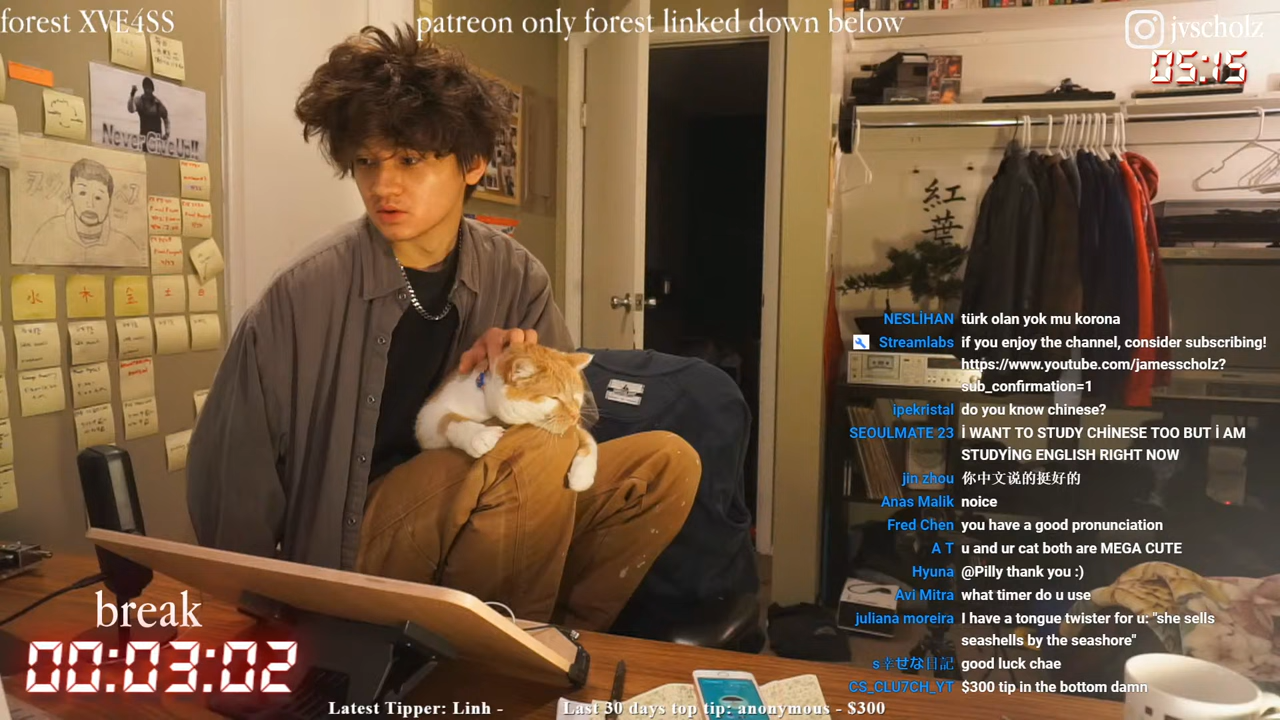 forest XVE4SS
patreon only forest linked down below
jvscholz
05:15
Never Give Up!!
水 木 金 土 日
紅葉
NESLİHAN türk olan yok mu korona
Streamlabs if you enjoy the channel, consider subscribing!
https://www.youtube.com/jamesscholz?
sub_confirmation=1
ipekristal do you know chinese?
SEOULMATE 23 İ WANT TO STUDY CHİNESE TOO BUT İ AM
STUDYİNG ENGLISH RIGHT NOW
jin zhou 你中文说的挺好的
Anas Malik noice
Fred Chen you have a good pronunciation
A T u and ur cat both are MEGA CUTE
Hyuna @Pilly thank you :)
Avi Mitra what timer do u use
juliana moreira I have a tongue twister for u: "she sells
seashells by the seashore"
s幸せな日記 good luck chae
CS_CLU7CH_YT $300 tip in the bottom damn
break
00:03:02
Latest Tipper: Linh -
Last 30 days top tip: anonymous - $300